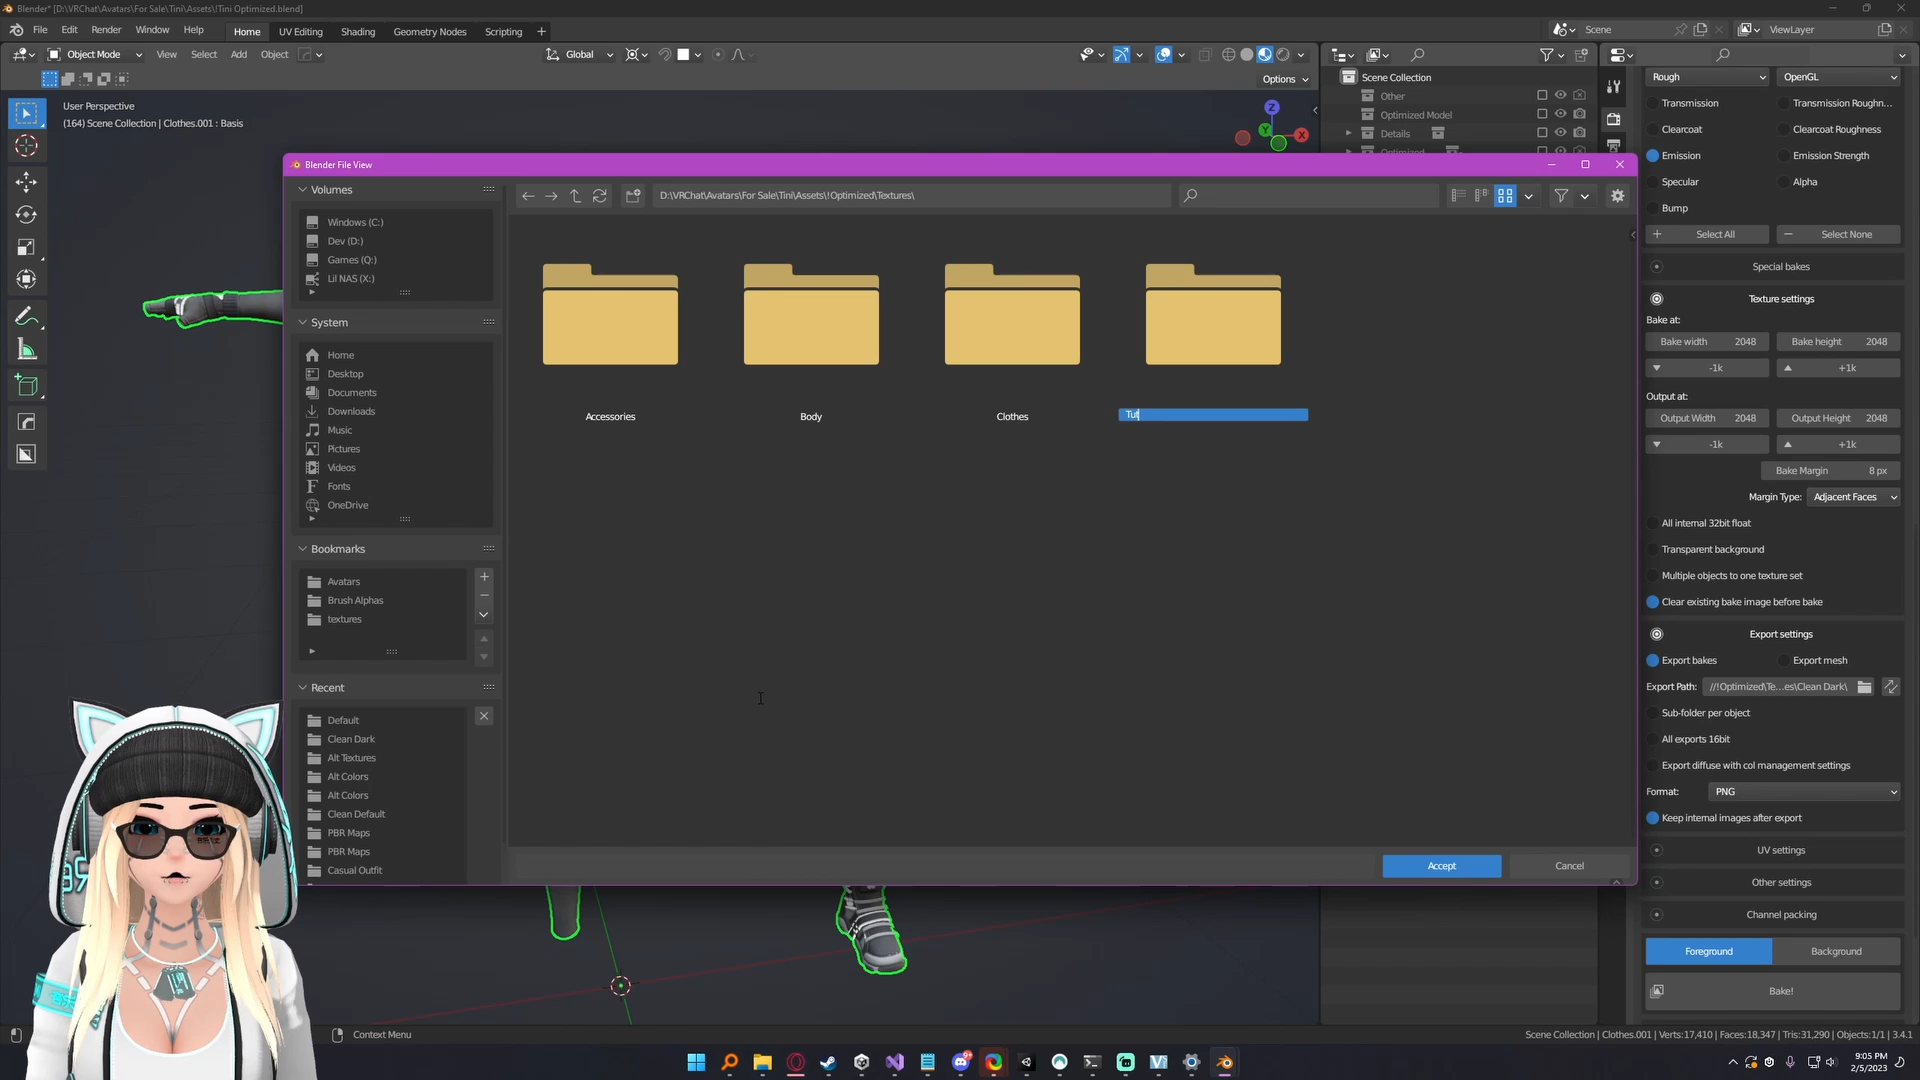 Blender* [D:\VRChat\Avatars\For Sale\Tini\Assets\!Tini Optimized.blend]
File Edit Render Window Help Home UV Editing Shading Geometry Nodes Scripting + Scene ViewLayer
Object Mode View Select Add Object Global
Options
User Perspective
(164) Scene Collection | Clothes.001 : Basis
Z
Y
X
Scene Collection
Other
Optimized Model
Details
Blender File View
Volumes
Windows (C:)
Dev (D:)
Games (Q:)
Lil NAS (X:)
System
Home
Desktop
Documents
Downloads
Music
Pictures
Videos
Fonts
OneDrive
Bookmarks
Avatars
Brush Alphas
textures
Recent
Default
Clean Dark
Alt Textures
Alt Colors
Alt Colors
Clean Default
PBR Maps
PBR Maps
Casual Outfit
D:\VRChat\Avatars\For Sale\Tini\Assets\!Optimized\Textures\
Accessories Body Clothes Tut
Accept Cancel
Rough OpenGL
Transmission Transmission Roughn...
Clearcoat Clearcoat Roughness
Emission Emission Strength
Specular Alpha
Bump
Select All Select None
Special bakes
Texture settings
Bake at:
Bake width 2048 Bake height 2048
-1k +1k
Output at:
Output Width 2048 Output Height 2048
-1k +1k
Bake Margin 8 px
Margin Type: Adjacent Faces
All internal 32bit float
Transparent background
Multiple objects to one texture set
Clear existing bake image before bake
Export settings
Export bakes Export mesh
Export Path: //!Optimized\Te...es\Clean Dark\
Sub-folder per object
All exports 16bit
Export diffuse with col management settings
Format: PNG
Keep internal images after export
UV settings
Other settings
Channel packing
Foreground Background
Bake!
Context Menu
Scene Collection | Clothes.001 | Verts:17,410 | Faces:18,347 | Tris:31,290 | Objects:1/1 | 3.4.1
9:05 PM
2/5/2023